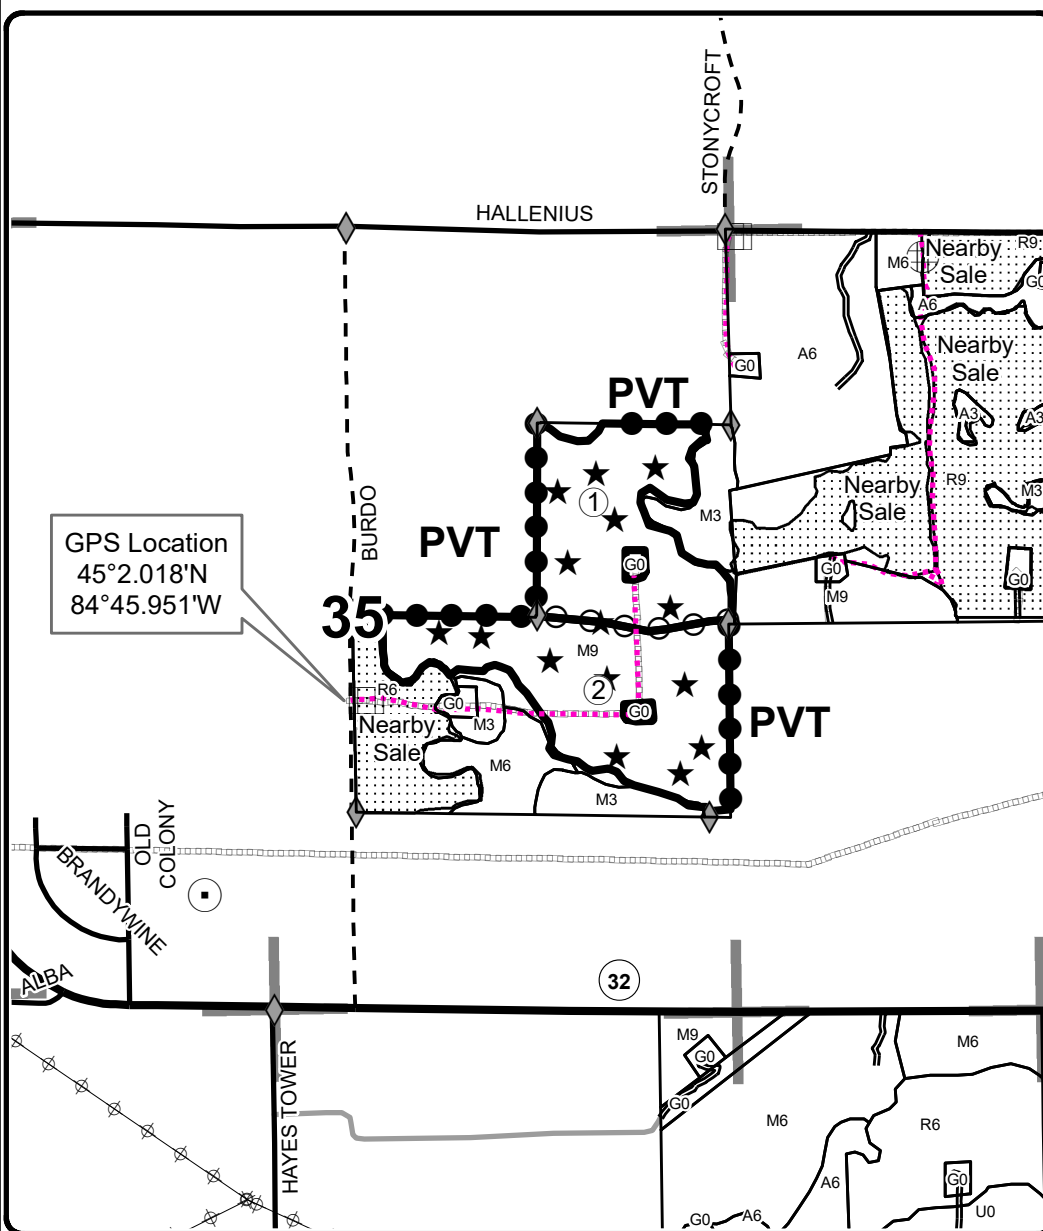 STONYCROFT
HALLENIUS
Nearby
Sale
R9
M6
G0
A6
A6
Nearby
Sale
G0
PVT
A3
A3
1
Nearby
Sale
R9
M3
M3
BURDO
PVT
GPS Location
45°2.018'N
84°45.951'W
G0
G0
G0
M9
35
M9
R6
2
G0
G0
M3
Nearby
Sale
PVT
M6
M3
OLD
COLONY
BRANDYWINE
ALBA
32
HAYES TOWER
M9
G0
M6
G0
M6
R6
A6
G0
G0
A6
U0